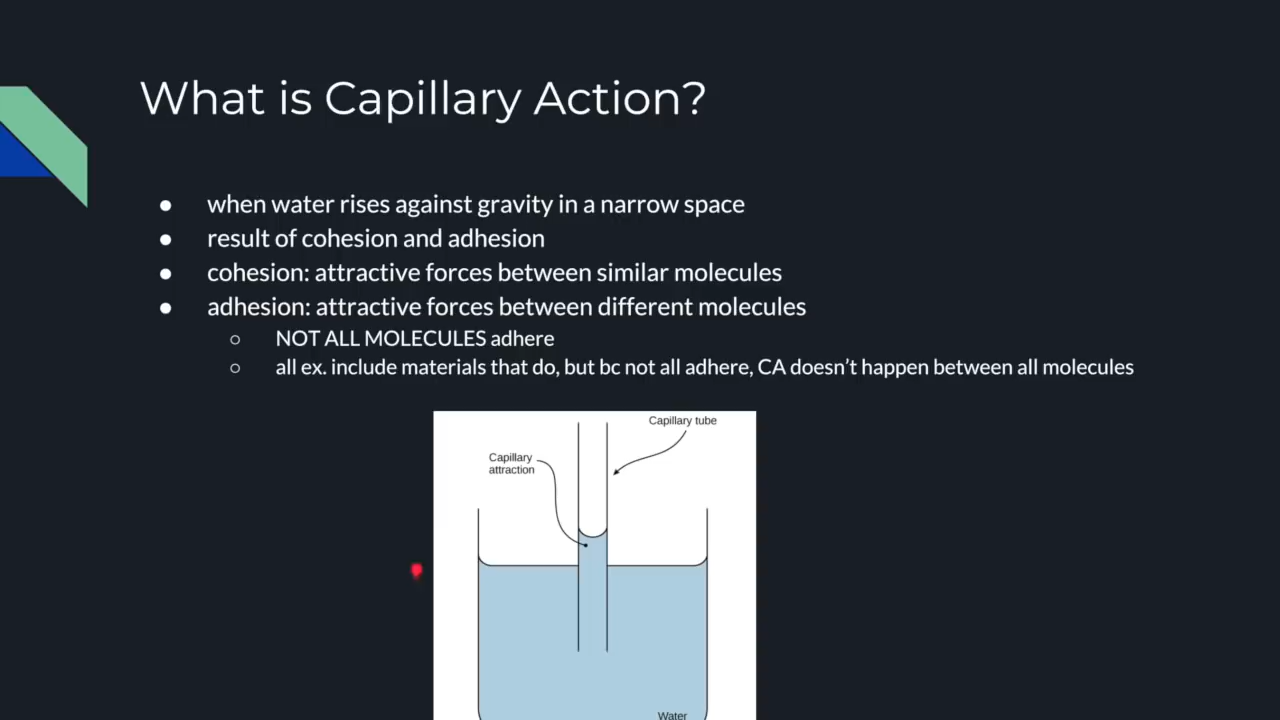 What is Capillary Action?
● when water rises against gravity in a narrow space
● result of cohesion and adhesion
● cohesion: attractive forces between similar molecules
● adhesion: attractive forces between different molecules
○ NOT ALL MOLECULES adhere
○ all ex. include materials that do, but bc not all adhere, CA doesn’t happen between all molecules
Capillary tube
Capillary
attraction
Water